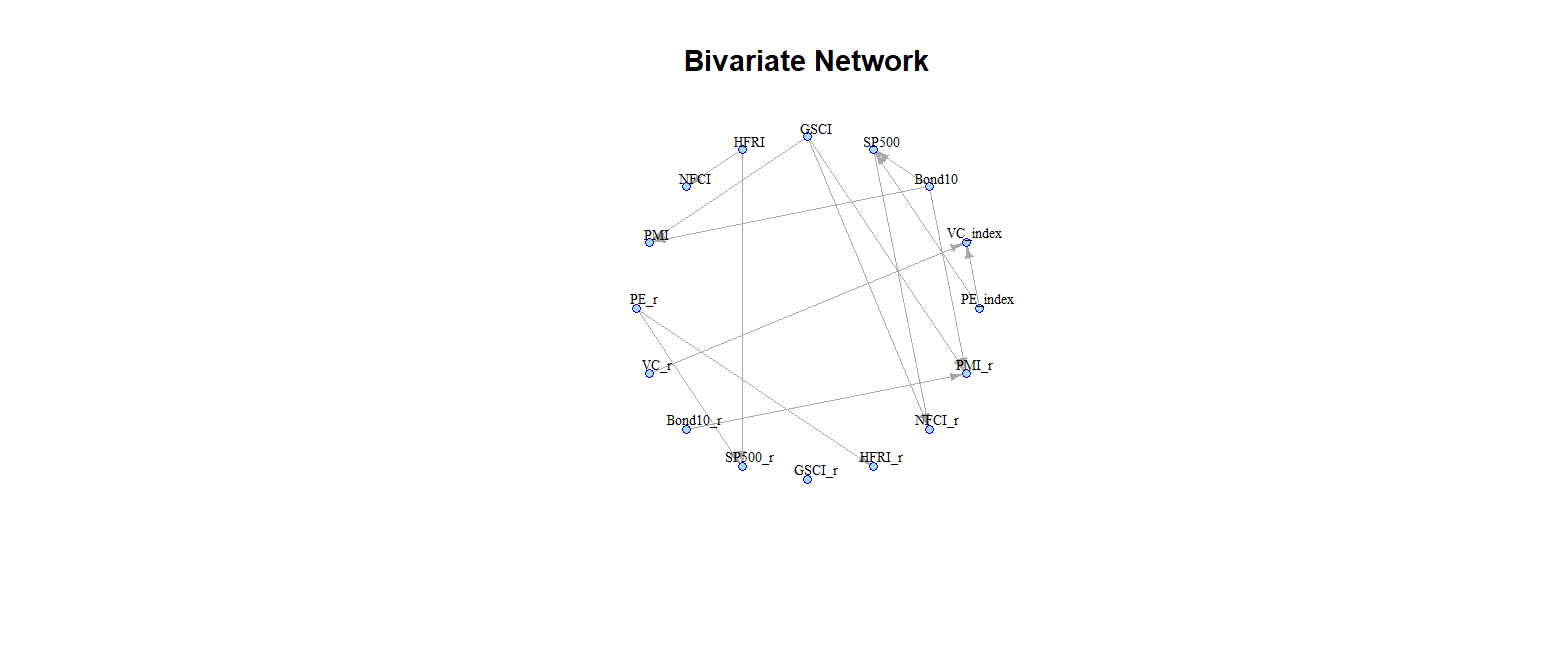 Bivariate Network
GSCI
HFRI
SP500
NFCI
Bond10
PMI
VC_index
PE_r
PE_index
VC_r
PMI_r
Bond10_r
NFCI_r
SP500_r
HFRI_r
GSCI_r